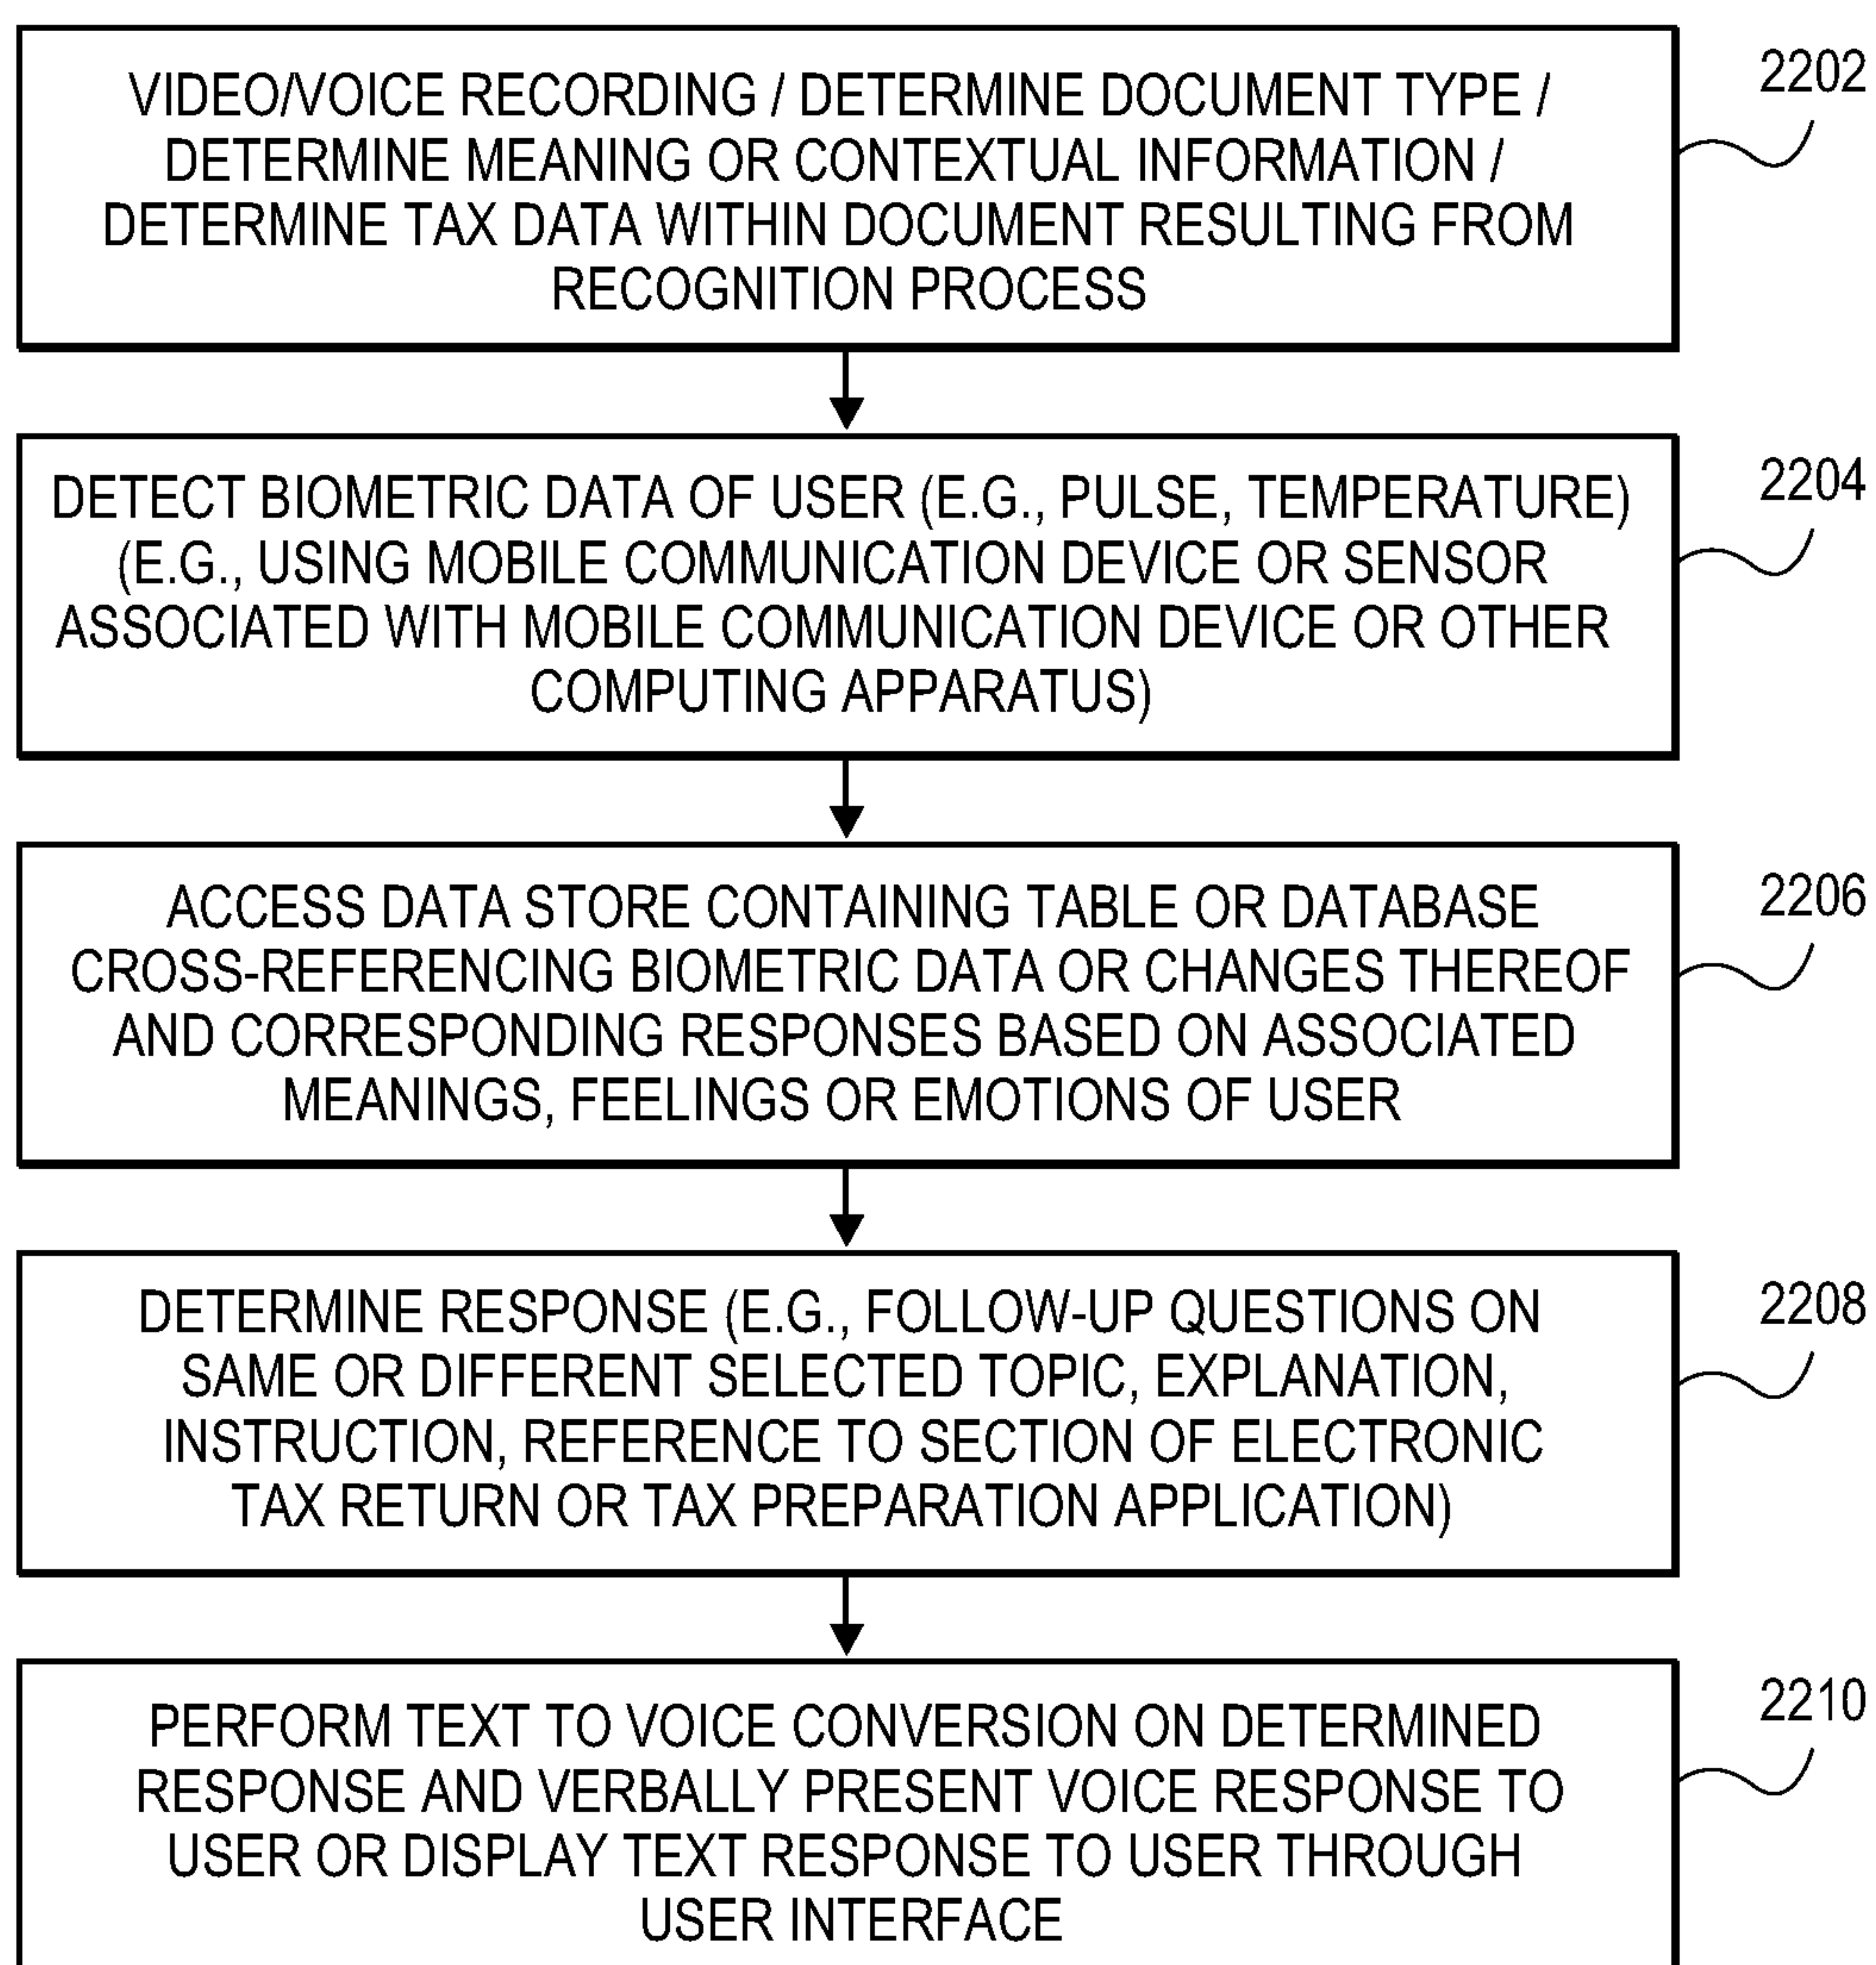 VIDEO/VOICE RECORDING / DETERMINE DOCUMENT TYPE /
DETERMINE MEANING OR CONTEXTUAL INFORMATION /
DETERMINE TAX DATA WITHIN DOCUMENT RESULTING FROM
RECOGNITION PROCESS
2202
DETECT BIOMETRIC DATA OF USER (E.G., PULSE, TEMPERATURE)
(E.G., USING MOBILE COMMUNICATION DEVICE OR SENSOR
ASSOCIATED WITH MOBILE COMMUNICATION DEVICE OR OTHER
COMPUTING APPARATUS)
2204
ACCESS DATA STORE CONTAINING TABLE OR DATABASE
CROSS-REFERENCING BIOMETRIC DATA OR CHANGES THEREOF
AND CORRESPONDING RESPONSES BASED ON ASSOCIATED
MEANINGS, FEELINGS OR EMOTIONS OF USER
2206
DETERMINE RESPONSE (E.G., FOLLOW-UP QUESTIONS ON
SAME OR DIFFERENT SELECTED TOPIC, EXPLANATION,
INSTRUCTION, REFERENCE TO SECTION OF ELECTRONIC
TAX RETURN OR TAX PREPARATION APPLICATION)
2208
PERFORM TEXT TO VOICE CONVERSION ON DETERMINED
RESPONSE AND VERBALLY PRESENT VOICE RESPONSE TO
USER OR DISPLAY TEXT RESPONSE TO USER THROUGH
USER INTERFACE
2210